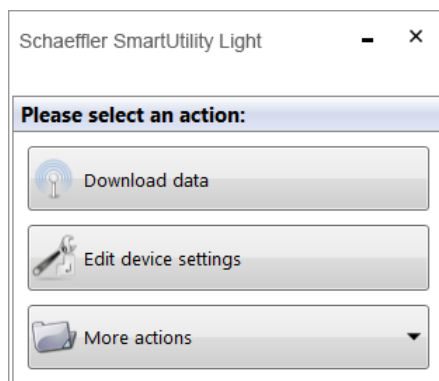 Schaeffler SmartUtility Light
Please select an action:
Download data
Edit device settings
More actions